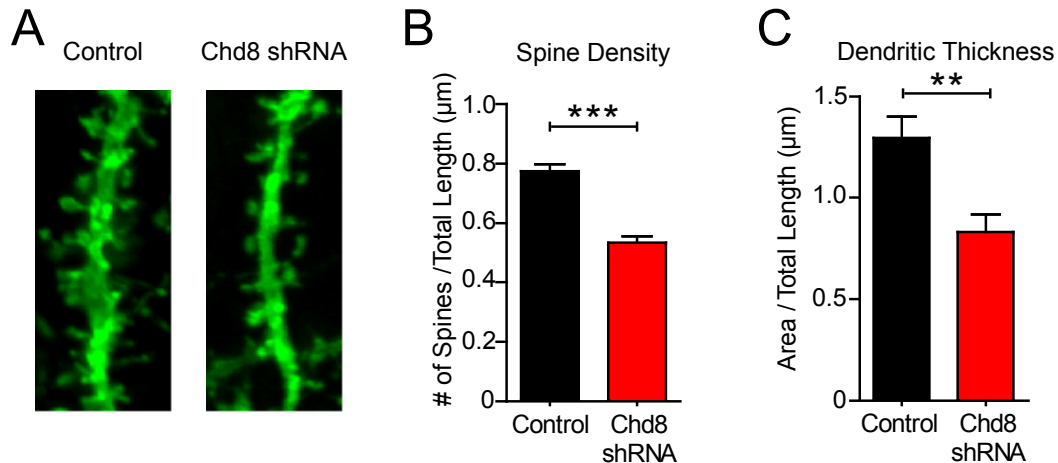 A
Control
Chd8 shRNA
B
Spine Density
***
# of Spines /Total Length (µm)
1.0
0.8
0.6
0.4
0.2
0
Control
Chd8
shRNA
C
Dendritic Thickness
**
Area / Total Length (µm)
1.5
1.0
0.5
0
Control
Chd8
shRNA